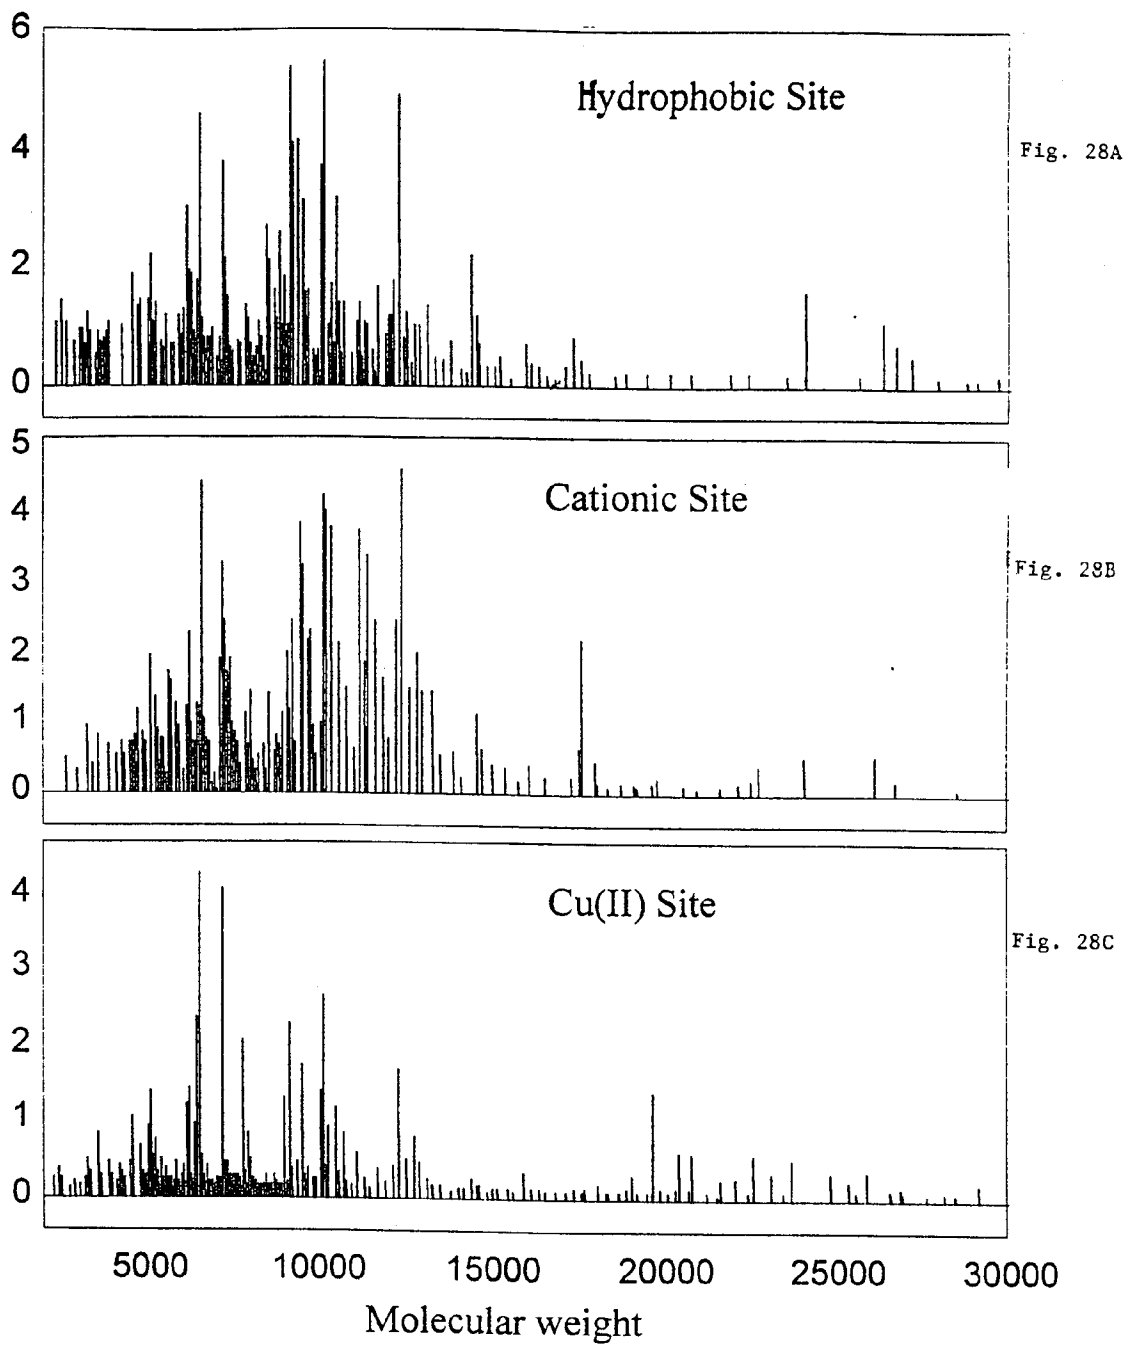 6
4
2
0
Hydrophobic Site
Fig. 28A
5
4
3
2
1
0
Cationic Site
Fig. 28B
4
3
2
1
0
Cu(II) Site
Fig. 28C
5000 10000 15000 20000 25000 30000
Molecular weight